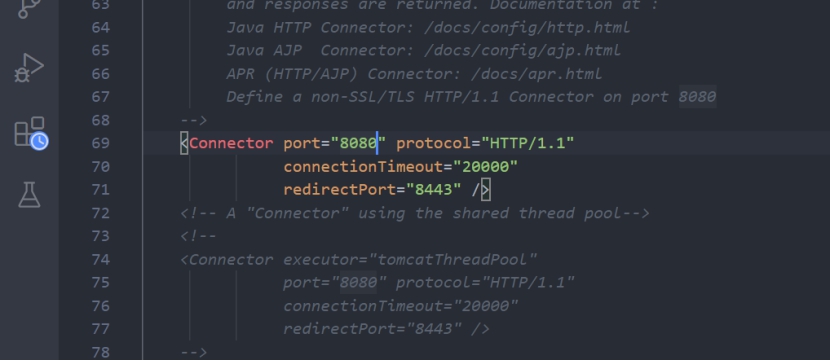 63 and responses are returned. Documentation at :
64 Java HTTP Connector: /docs/config/http.html
65 Java AJP  Connector: /docs/config/ajp.html
66 APR (HTTP/AJP) Connector: /docs/apr.html
67 Define a non-SSL/TLS HTTP/1.1 Connector on port 8080
68 -->
69 <Connector port="8080" protocol="HTTP/1.1"
70 connectionTimeout="20000"
71 redirectPort="8443" />
72 <!-- A "Connector" using the shared thread pool-->
73 <!--
74 <Connector executor="tomcatThreadPool"
75 port="8080" protocol="HTTP/1.1"
76 connectionTimeout="20000"
77 redirectPort="8443" />
78 -->